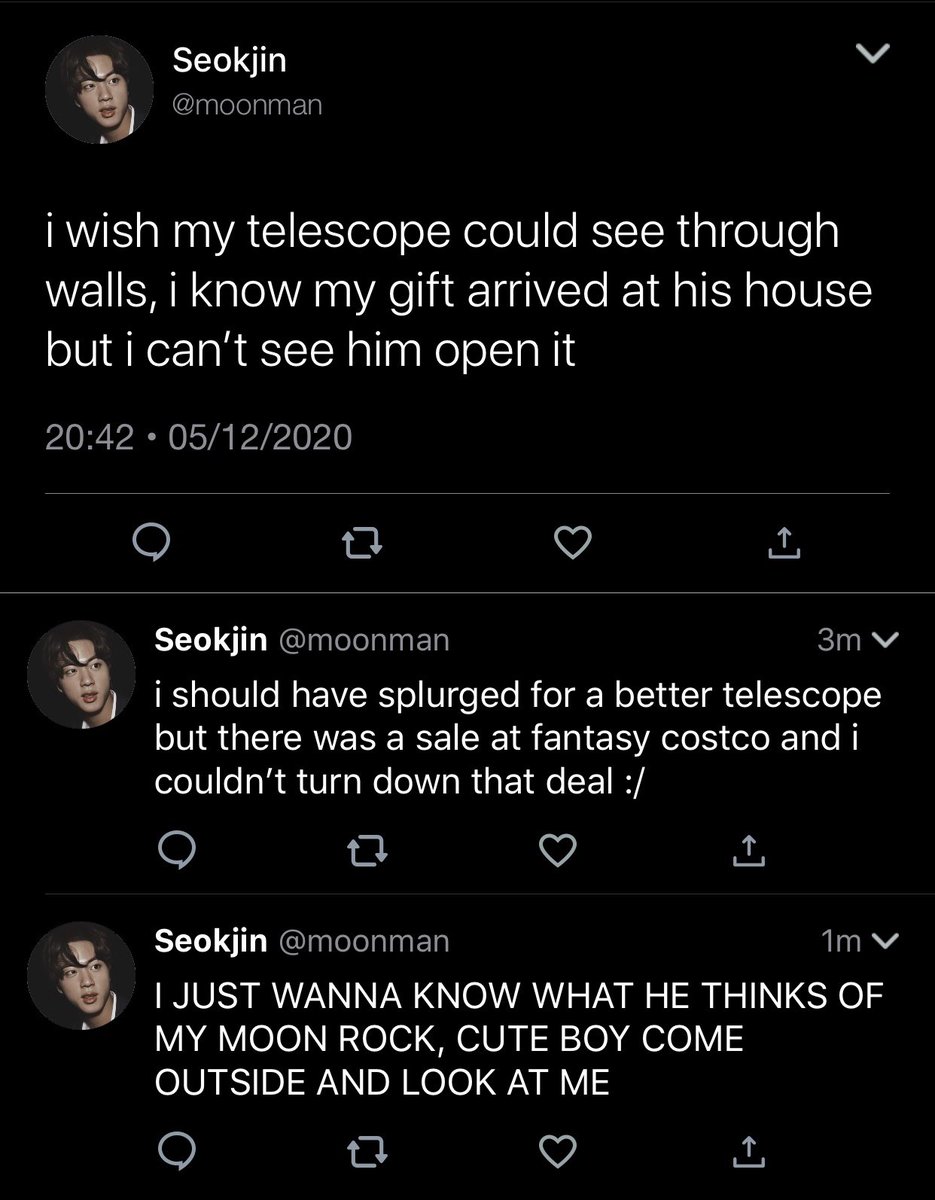 Seokjin
@moonman
i wish my telescope could see through
walls, i know my gift arrived at his house
but i can’t see him open it
20:42 • 05/12/2020
Seokjin @moonman 3m
i should have splurged for a better telescope
but there was a sale at fantasy costco and i
couldn’t turn down that deal :/
Seokjin @moonman 1m
I JUST WANNA KNOW WHAT HE THINKS OF
MY MOON ROCK, CUTE BOY COME
OUTSIDE AND LOOK AT ME